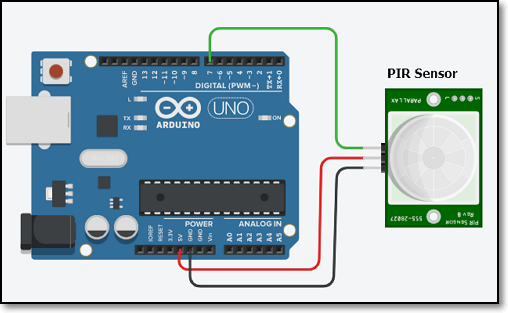 PIR Sensor
AREF
GND
13
12
~11
~10
~9
8
7
~6
~5
4
~3
2
TX→1
RX←0
DIGITAL (PWM~)
L
TX
RX
ARDUINO
UNO
ON
POWER
ANALOG IN
IOREF
RESET
3.3V
5V
GND
GND
Vin
A0
A1
A2
A3
A4
A5
PARALLAX
555-28027
PIR SENSOR
Rev B